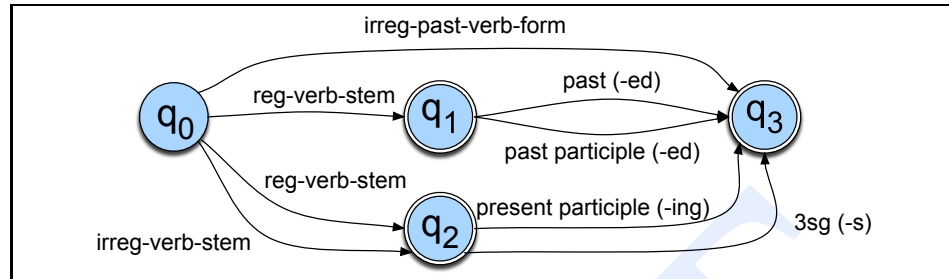 irreg-past-verb-form
past (-ed)
reg-verb-stem
q0
q1
q3
past participle (-ed)
reg-verb-stem
present participle (-ing)
q2
3sg (-s)
irreg-verb-stem